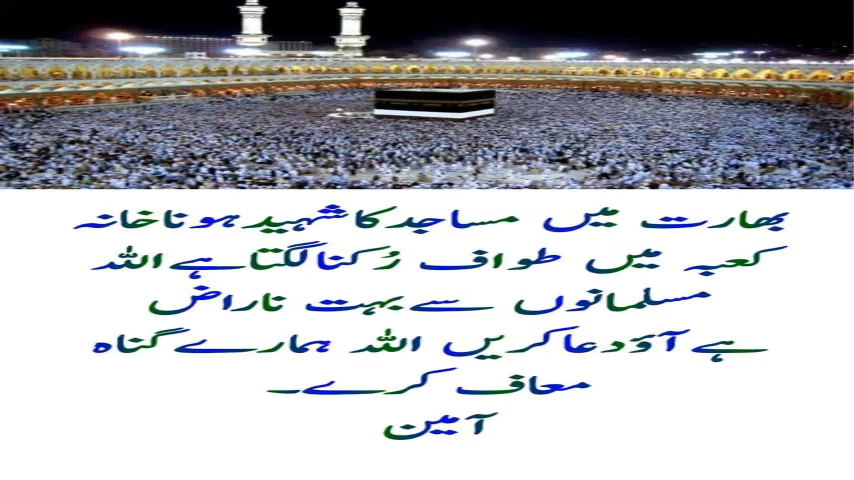 بھارت میں مساجد کا شہید ہونا خانہ
کعبہ میں طواف رُکنا لگتا ہے اللہ
مسلمانوں سے بہت ناراض
ہے آؤ دعا کریں اللہ ہمارے گناہ
معاف کرے۔
آمین